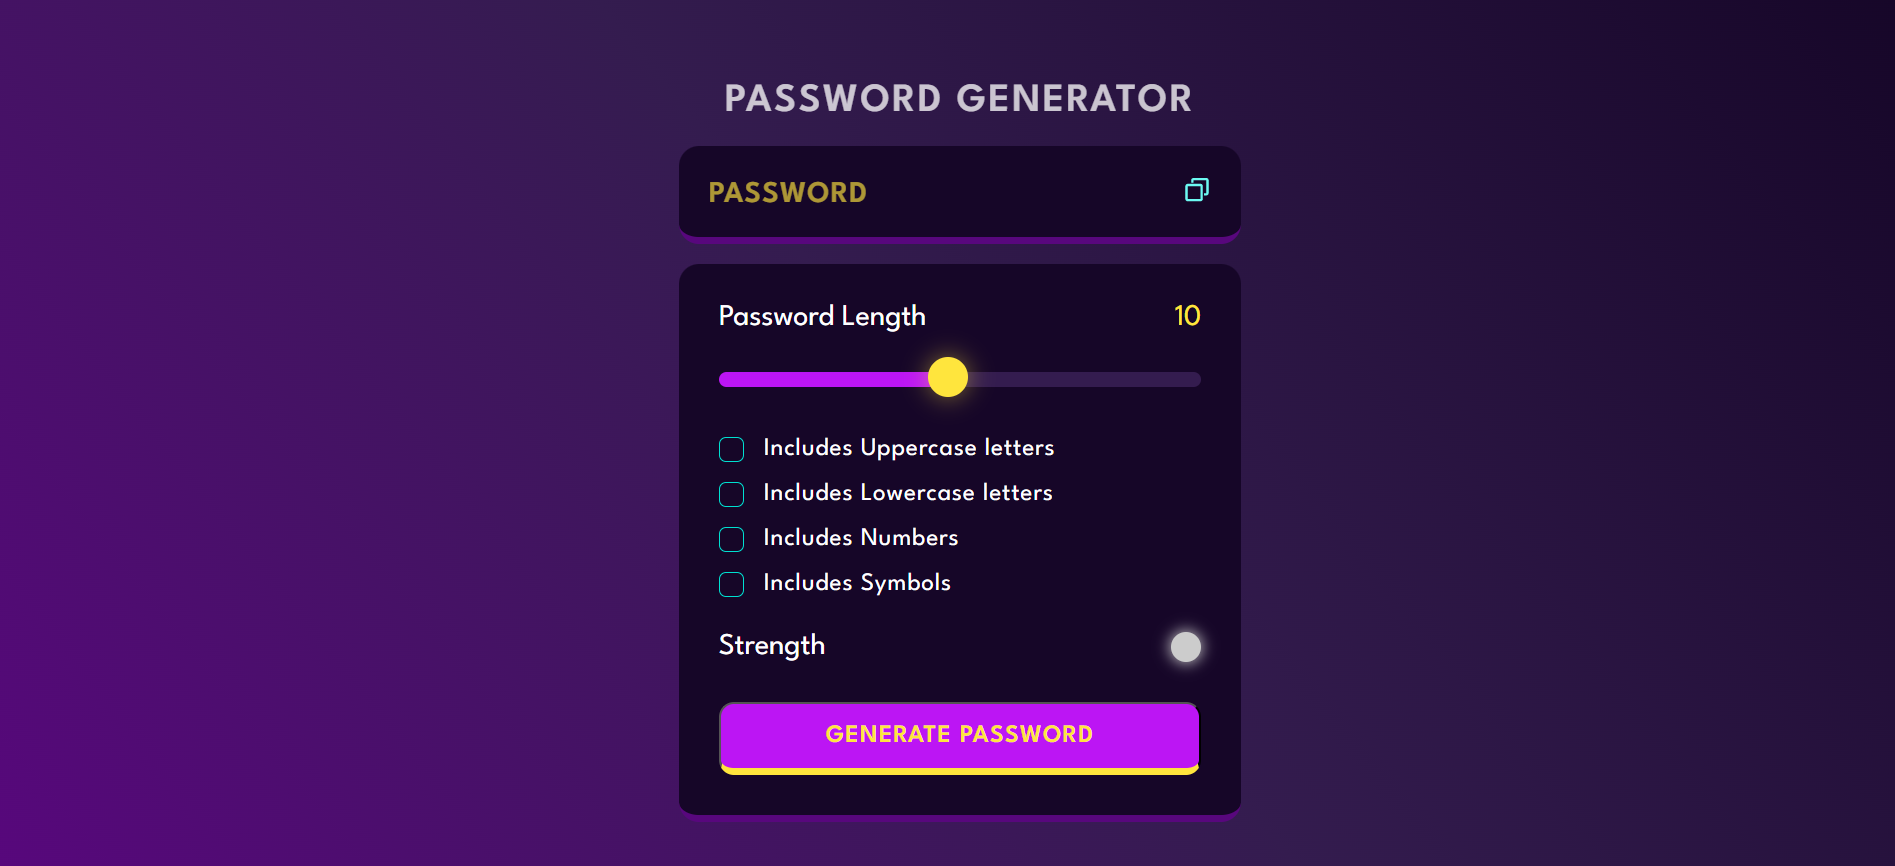 PASSWORD GENERATOR
PASSWORD
Password Length 10
Includes Uppercase letters
Includes Lowercase letters
Includes Numbers
Includes Symbols
Strength
GENERATE PASSWORD